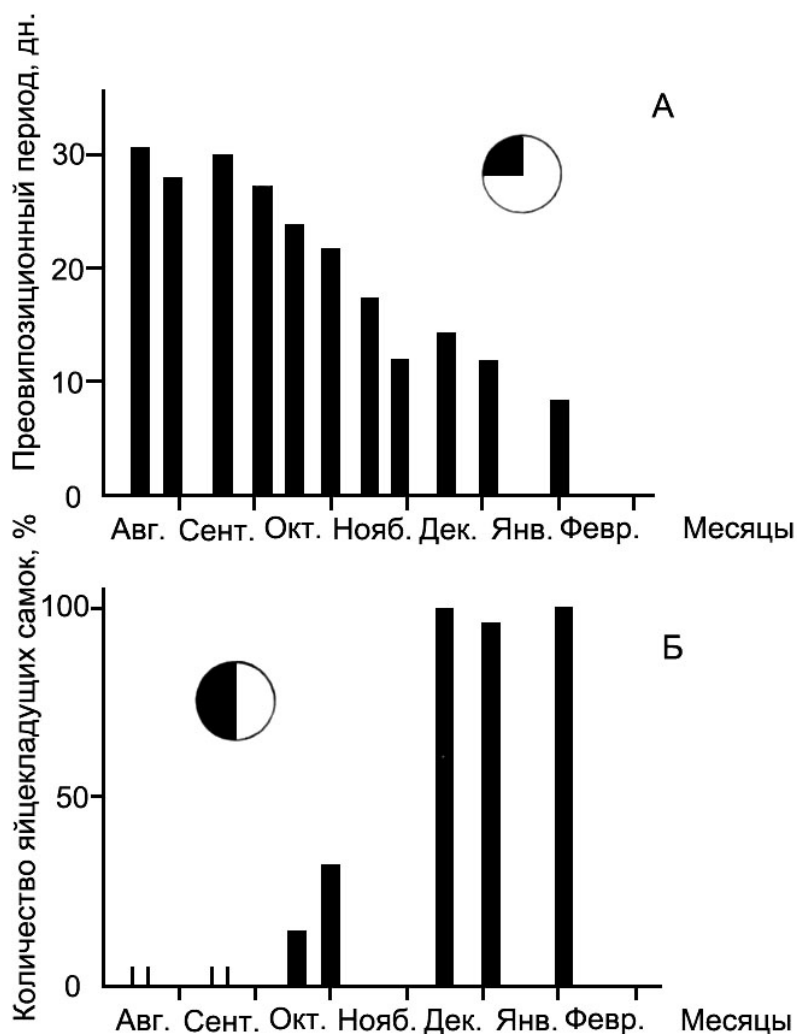 Преовипозиционный период, дн.
А
30
20
10
0
Авг. Сент. Окт. Нояб. Дек. Янв. Февр. Месяцы
Количество яйцекладущих самок, %
Б
100
50
0
Авг. Сент. Окт. Нояб. Дек. Янв. Февр. Месяцы